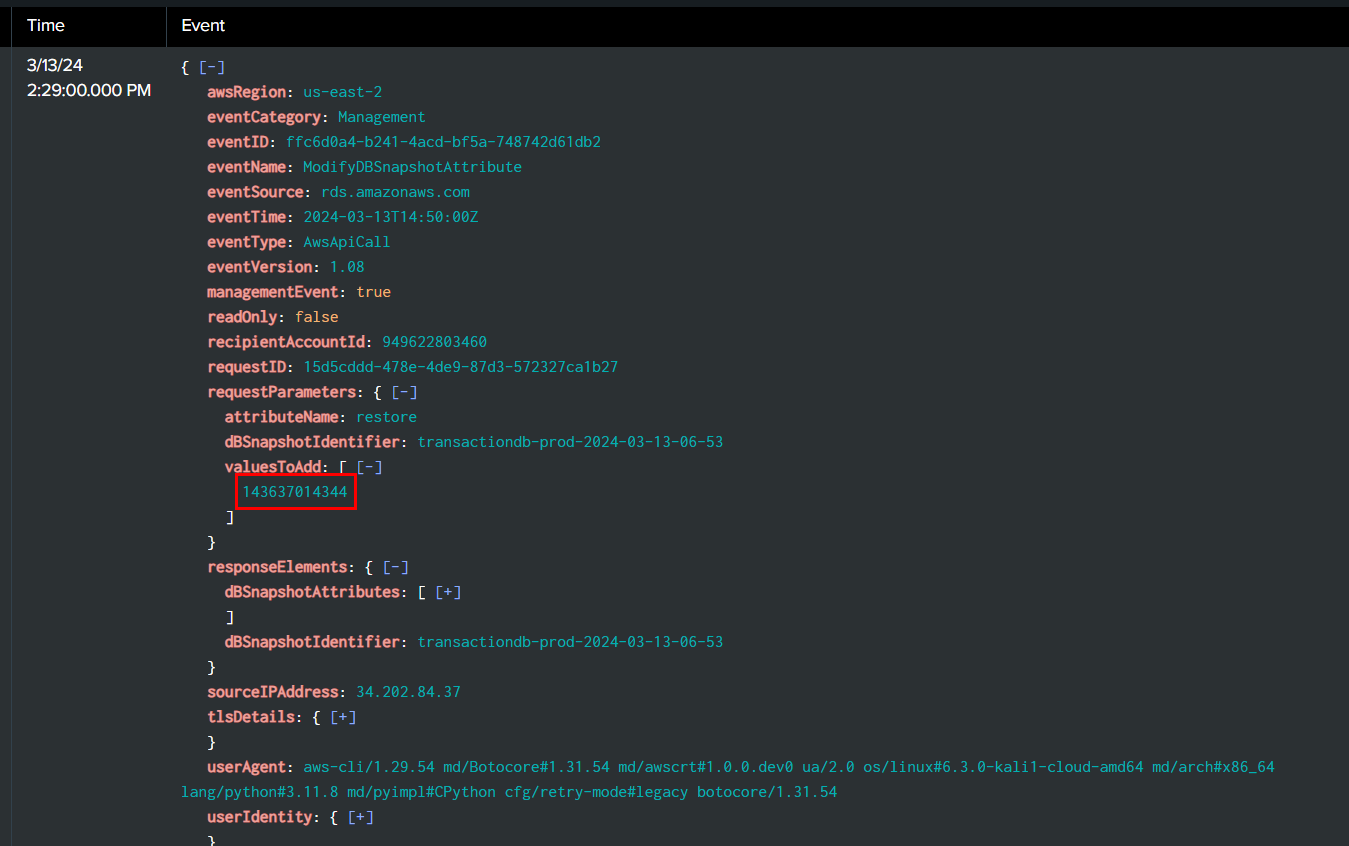 Time Event
3/13/24
2:29:00.000 PM
{ [-]
awsRegion: us-east-2
eventCategory: Management
eventID: ffc6d0a4-b241-4acd-bf5a-748742d61db2
eventName: ModifyDBSnapshotAttribute
eventSource: rds.amazonaws.com
eventTime: 2024-03-13T14:50:00Z
eventType: AwsApiCall
eventVersion: 1.08
managementEvent: true
readOnly: false
recipientAccountId: 949622803460
requestID: 15d5cddd-478e-4de9-87d3-572327ca1b27
requestParameters: { [-]
attributeName: restore
dBSnapshotIdentifier: transactiondb-prod-2024-03-13-06-53
valuesToAdd: [ [-]
143637014344
]
}
responseElements: { [-]
dBSnapshotAttributes: [ [+]
]
dBSnapshotIdentifier: transactiondb-prod-2024-03-13-06-53
}
sourceIPAddress: 34.202.84.37
tlsDetails: { [+]
}
userAgent: aws-cli/1.29.54 md/Botocore#1.31.54 md/awscrt#1.0.0.dev0 ua/2.0 os/linux#6.3.0-kali1-cloud-amd64 md/arch#x86_64
lang/python#3.11.8 md/pyimpl#CPython cfg/retry-mode#legacy botocore/1.31.54
userIdentity: { [+]
}